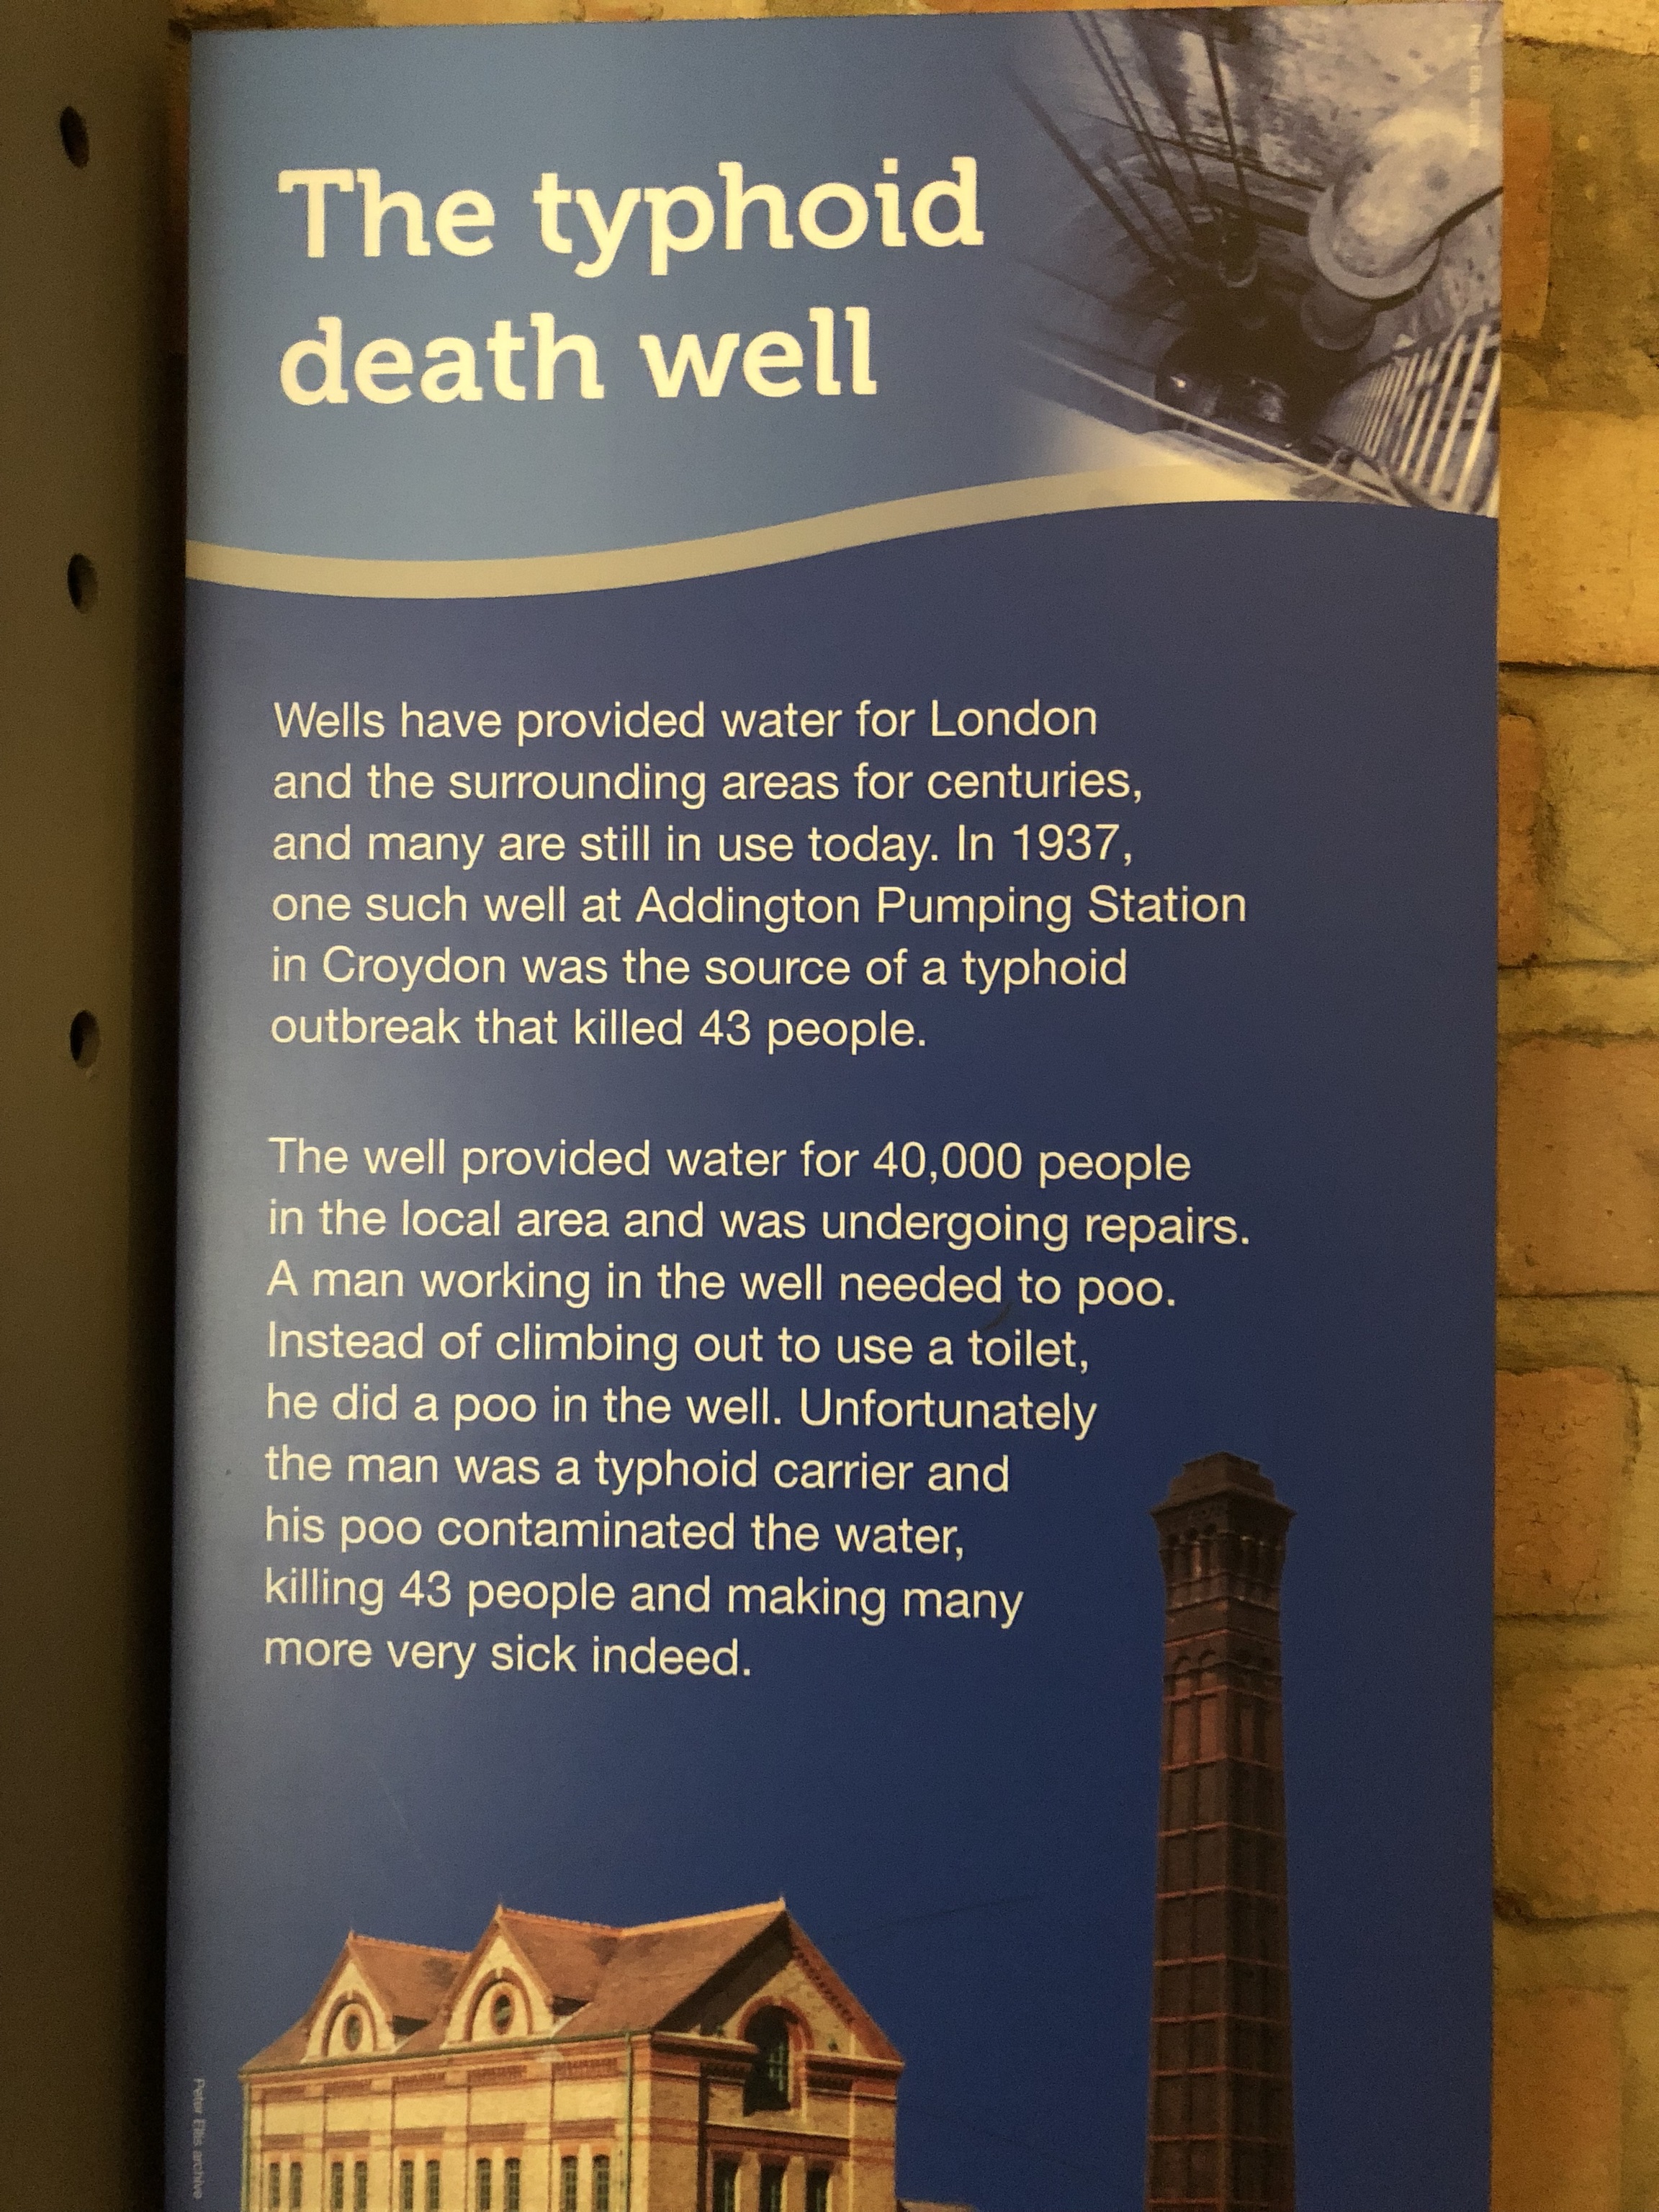 The typhoid
death well
Wells have provided water for London
and the surrounding areas for centuries,
and many are still in use today. In 1937,
one such well at Addington Pumping Station
in Croydon was the source of a typhoid
outbreak that killed 43 people.
The well provided water for 40,000 people
in the local area and was undergoing repairs.
A man working in the well needed to poo.
Instead of climbing out to use a toilet,
he did a poo in the well. Unfortunately
the man was a typhoid carrier and
his poo contaminated the water,
killing 43 people and making many
more very sick indeed.
Peter Ellis archive